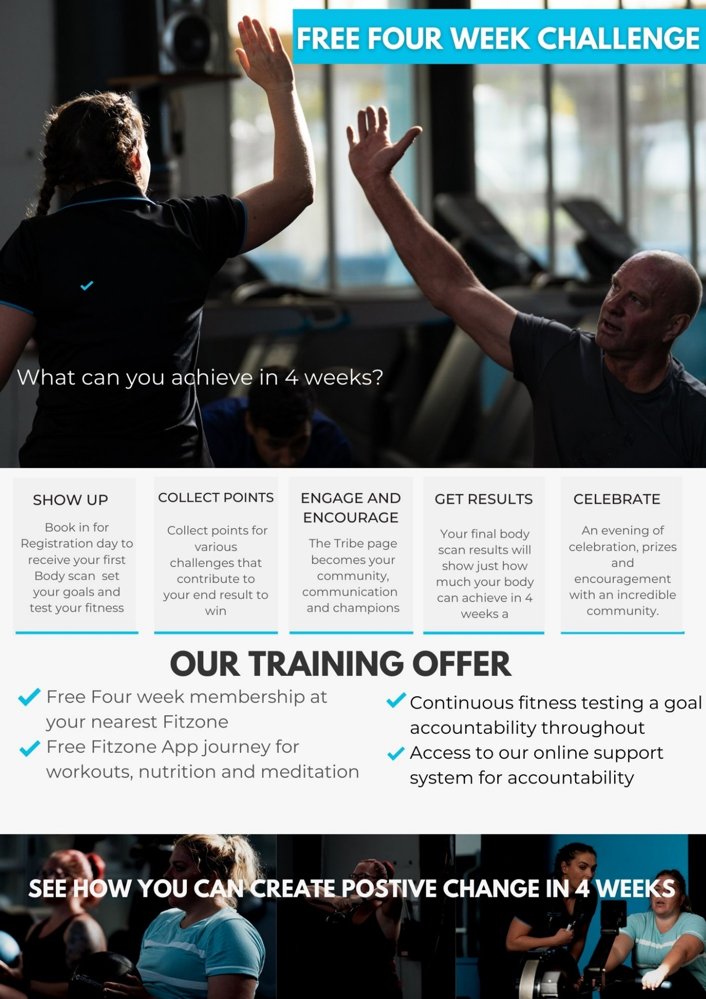 FREE FOUR WEEK CHALLENGE
What can you achieve in 4 weeks?
SHOW UP
Book in for
Registration day to
receive your first
Body scan  set
your goals and
test your fitness
COLLECT POINTS
Collect points for
various
challenges that
contribute to
your end result to
win
ENGAGE AND
ENCOURAGE
The Tribe page
becomes your
community,
communication
and champions
GET RESULTS
Your final body
scan results will
show just how
much your body
can achieve in 4
weeks a
CELEBRATE
An evening of
celebration, prizes
and
encouragement
with an incredible
community.
OUR TRAINING OFFER
Free Four week membership at
your nearest Fitzone
Free Fitzone App journey for
workouts, nutrition and meditation
Continuous fitness testing a goal
accountability throughout
Access to our online support
system for accountability
SEE HOW YOU CAN CREATE POSTIVE CHANGE IN 4 WEEKS